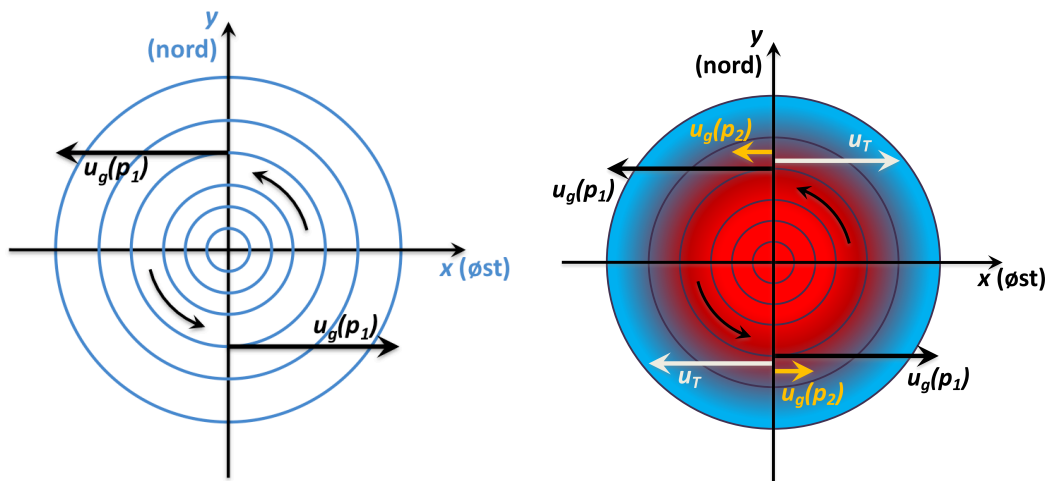 y
(nord)
u_g(p_1)
x (øst)
u_g(p_1)
y
(nord)
u_g(p_2)
u_T
u_g(p_1)
x (øst)
u_T
u_g(p_2)
u_g(p_1)